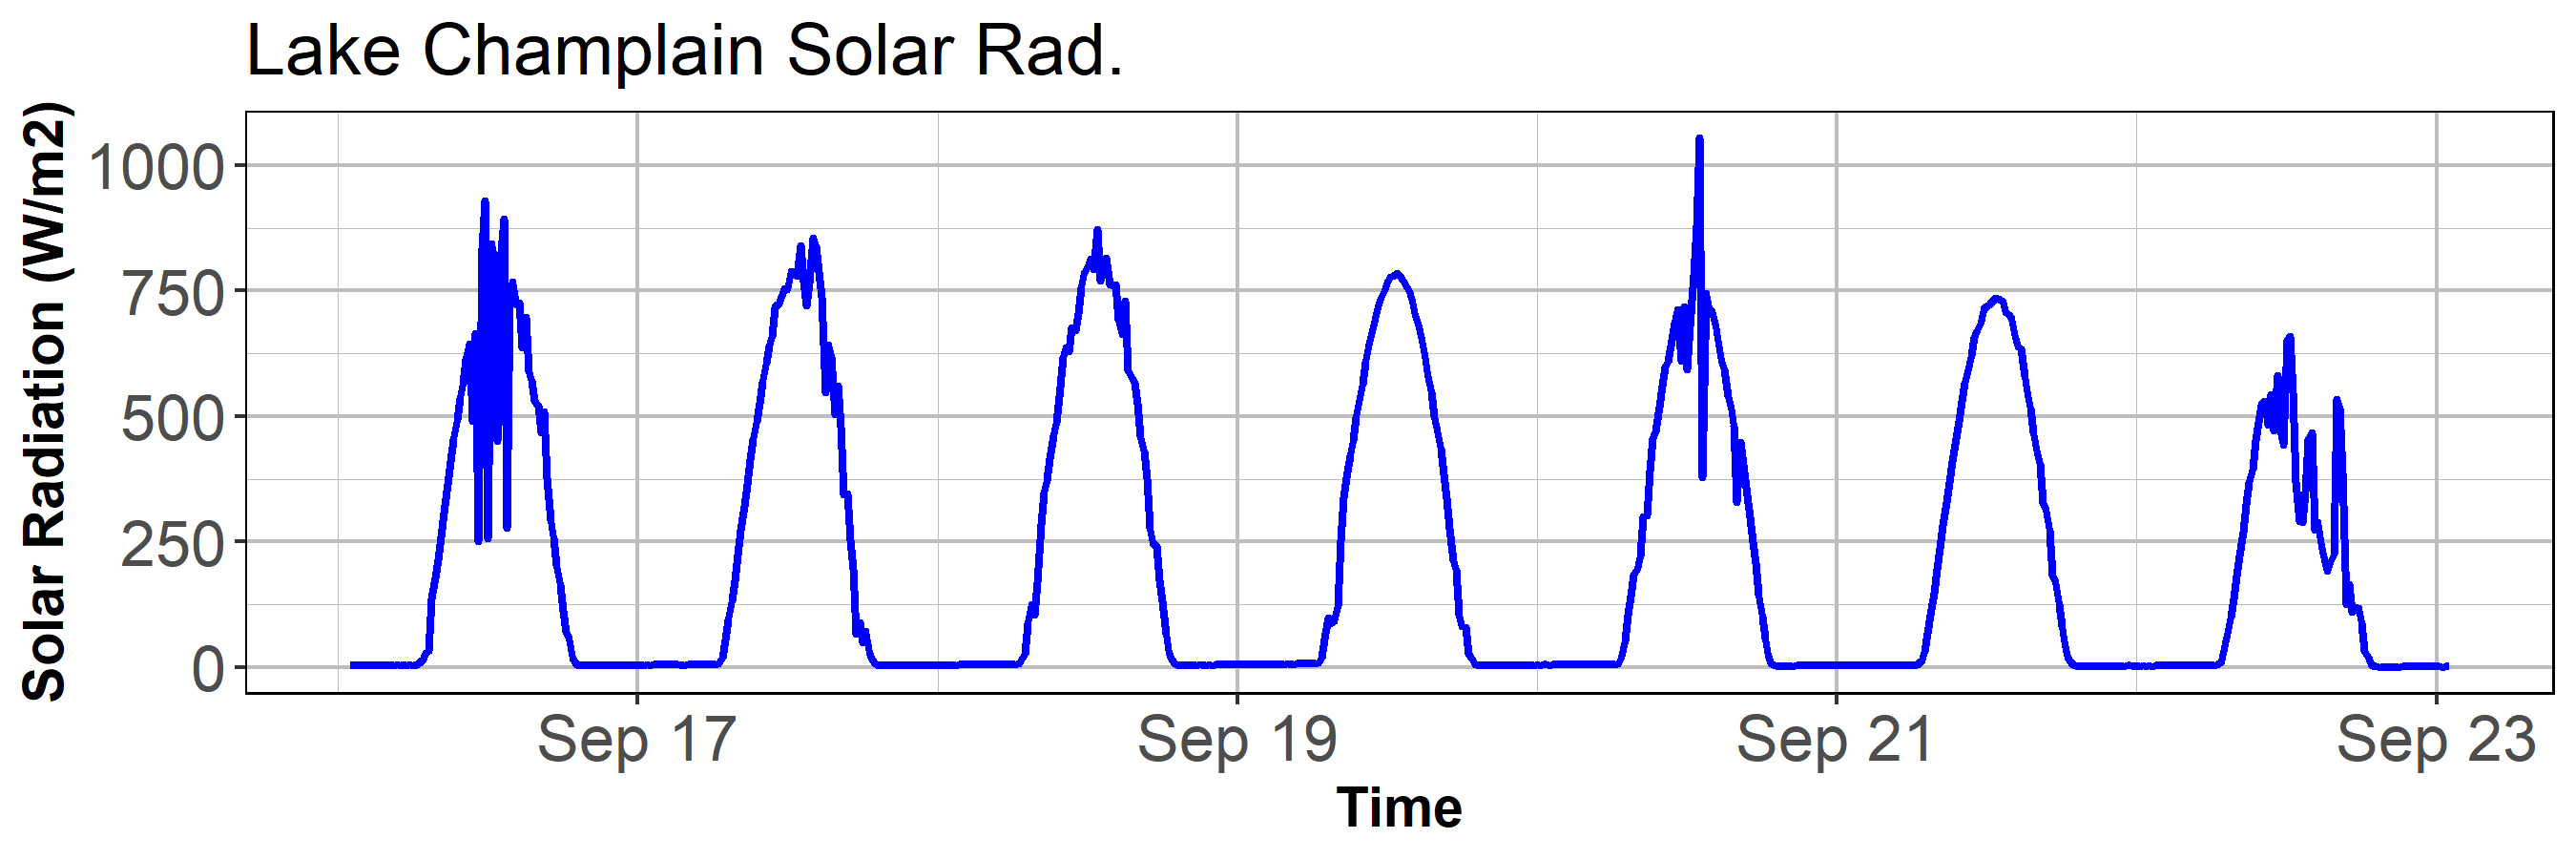 Lake Champlain Solar Rad.
Solar Radiation (W/m2)
1000
750
500
250
0
Sep 17
Sep 19
Sep 21
Sep 23
Time